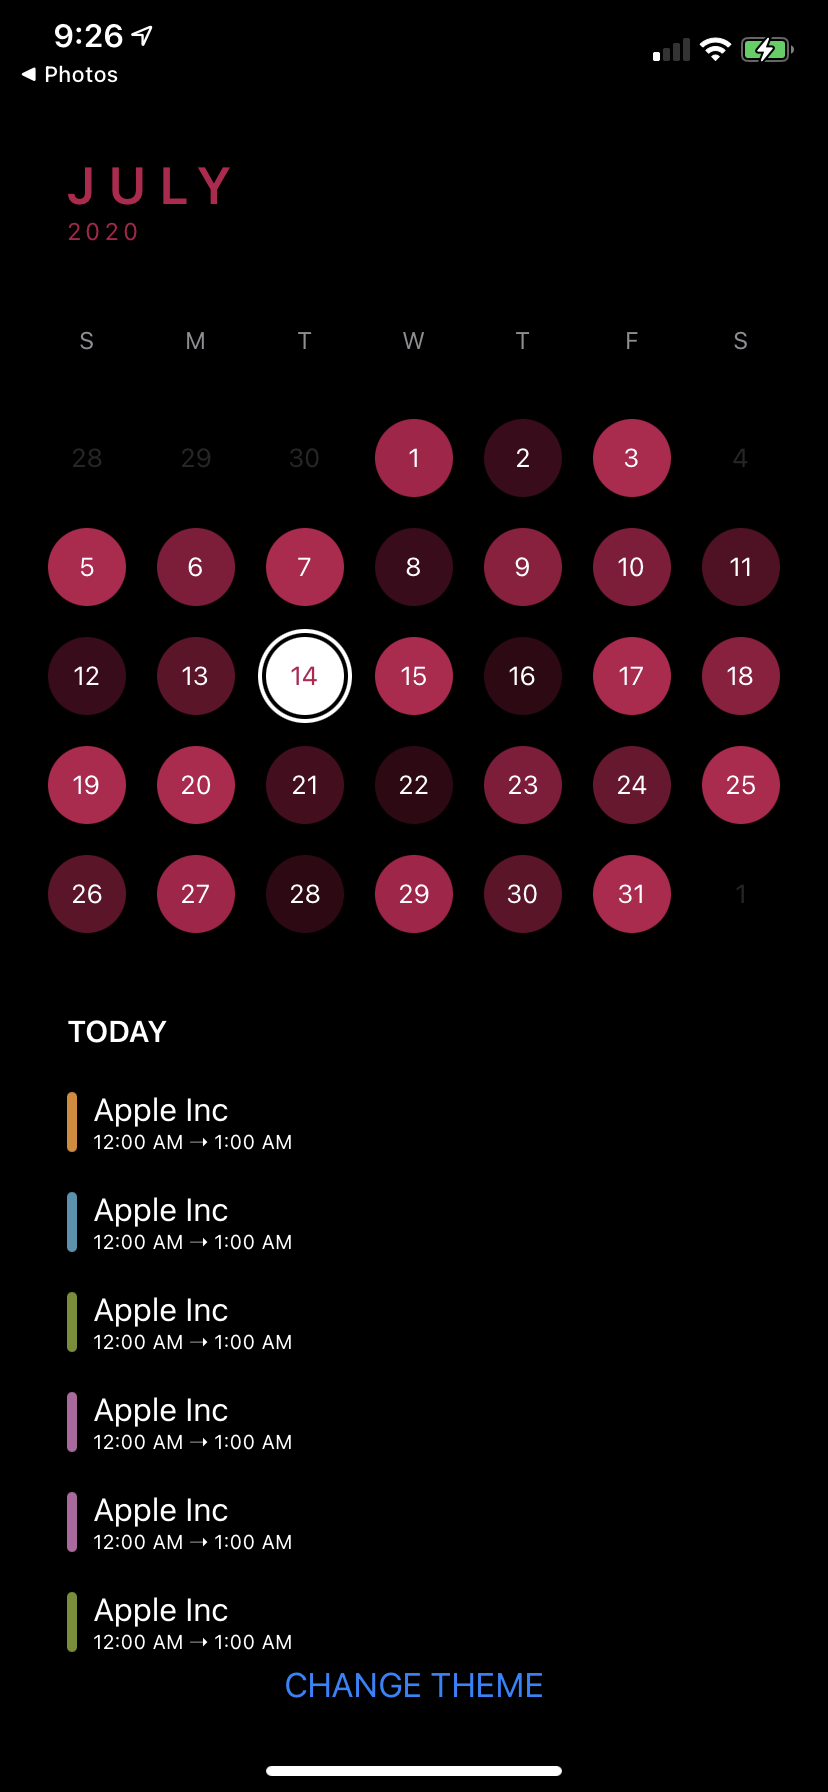 9:26
◀ Photos
JULY
2020
S M T W T F S
28 29 30 1 2 3 4
5 6 7 8 9 10 11
12 13 14 15 16 17 18
19 20 21 22 23 24 25
26 27 28 29 30 31 1
TODAY
Apple Inc
12:00 AM → 1:00 AM
Apple Inc
12:00 AM → 1:00 AM
Apple Inc
12:00 AM → 1:00 AM
Apple Inc
12:00 AM → 1:00 AM
Apple Inc
12:00 AM → 1:00 AM
Apple Inc
12:00 AM → 1:00 AM
CHANGE THEME